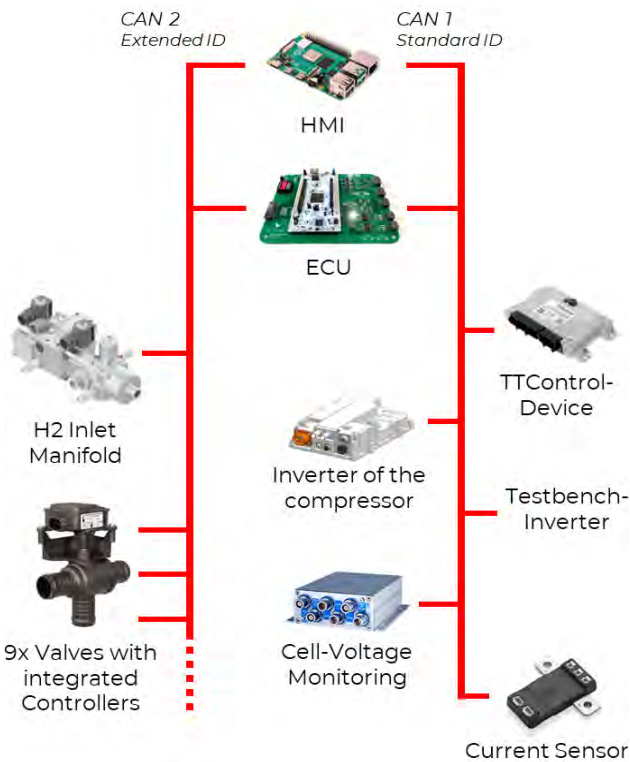 CAN 2
Extended ID
CAN 1
Standard ID
HMI
ECU
H2 Inlet
Manifold
TTControl-
Device
Inverter of the
compressor
Testbench-
Inverter
9x Valves with
integrated
Controllers
Cell-Voltage
Monitoring
Current Sensor